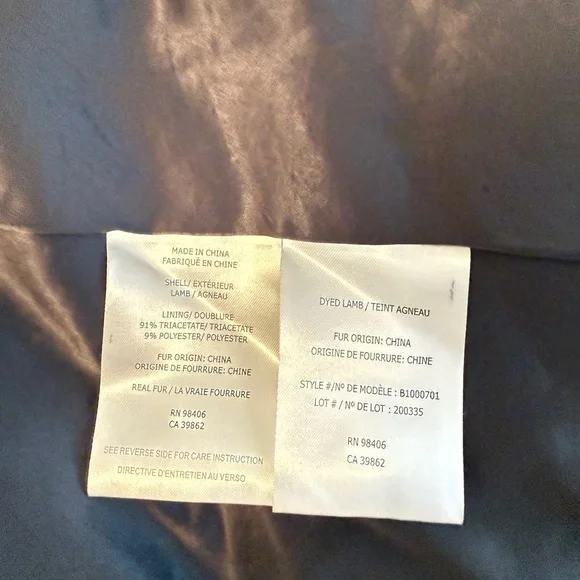 MADE IN CHINA
FABRIQUÉ EN CHINE
SHELL/ EXTÉRIEUR
LAMB / AGNEAU
LINING/ DOUBLURE
91% TRIACETATE/ TRIACETATE
9% POLYESTER/ POLYESTER
FUR ORIGIN: CHINA
ORIGINE DE FOURRURE: CHINE
REAL FUR / LA VRAIE FOURRURE
RN 98406
CA 39862
SEE REVERSE SIDE FOR CARE INSTRUCTION
DIRECTIVE D'ENTRETIEN AU VERSO
DYED LAMB / TEINT AGNEAU
FUR ORIGIN: CHINA
ORIGINE DE FOURRURE: CHINE
STYLE #/Nº DE MODÈLE : B1000701
LOT # / Nº DE LOT : 200335
RN 98406
CA 39862